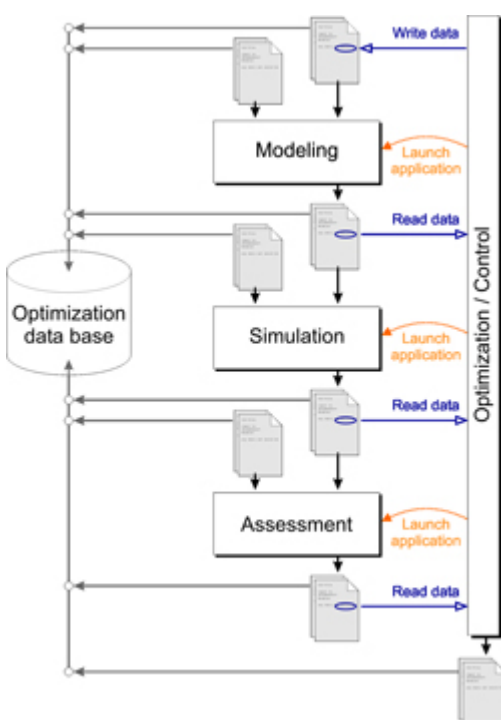 Write data
Modeling
Launch
application
Read data
Optimization
data base
Simulation
Launch
application
Optimization / Control
Read data
Assessment
Launch
application
Read data